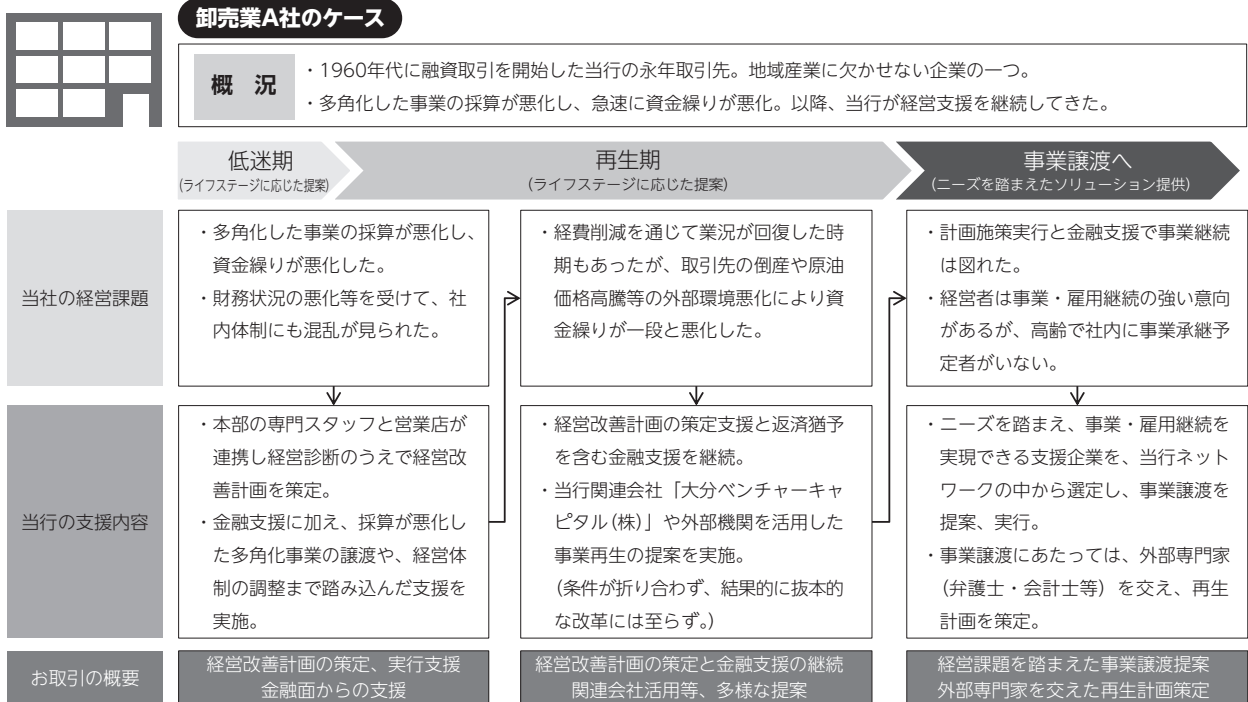 卸売業A社のケース
概　況
・1960年代に融資取引を開始した当行の永年取引先。地域産業に欠かせない企業の一つ。
・多角化した事業の採算が悪化し、急速に資金繰りが悪化。以降、当行が経営支援を継続してきた。
低迷期
(ライフステージに応じた提案)
再生期
(ライフステージに応じた提案)
事業譲渡へ
(ニーズを踏まえたソリューション提供)
当社の経営課題
・多角化した事業の採算が悪化し、
資金繰りが悪化した。
・財務状況の悪化等を受けて、社
内体制にも混乱が見られた。
・経費削減を通じて業況が回復した時
期もあったが、取引先の倒産や原油
価格高騰等の外部環境悪化により資
金繰りが一段と悪化した。
・計画施策実行と金融支援で事業継続
は図れた。
・経営者は事業・雇用継続の強い意向
があるが、高齢で社内に事業承継予
定者がいない。
当行の支援内容
・本部の専門スタッフと営業店が
連携し経営診断のうえで経営改
善計画を策定。
・金融支援に加え、採算が悪化し
た多角化事業の譲渡や、経営体
制の調整まで踏み込んだ支援を
実施。
・経営改善計画の策定支援と返済猶予
を含む金融支援を継続。
・当行関連会社「大分ベンチャーキャ
ピタル(株)」や外部機関を活用した
事業再生の提案を実施。
(条件が折り合わず、結果的に抜本的
な改革には至らず。)
・ニーズを踏まえ、事業・雇用継続を
実現できる支援企業を、当行ネット
ワークの中から選定し、事業譲渡を
提案、実行。
・事業譲渡にあたっては、外部専門家
(弁護士・会計士等) を交え、再生
計画を策定。
お取引の概要
経営改善計画の策定、実行支援
金融面からの支援
経営改善計画の策定と金融支援の継続
関連会社活用等、多様な提案
経営課題を踏まえた事業譲渡提案
外部専門家を交えた再生計画策定